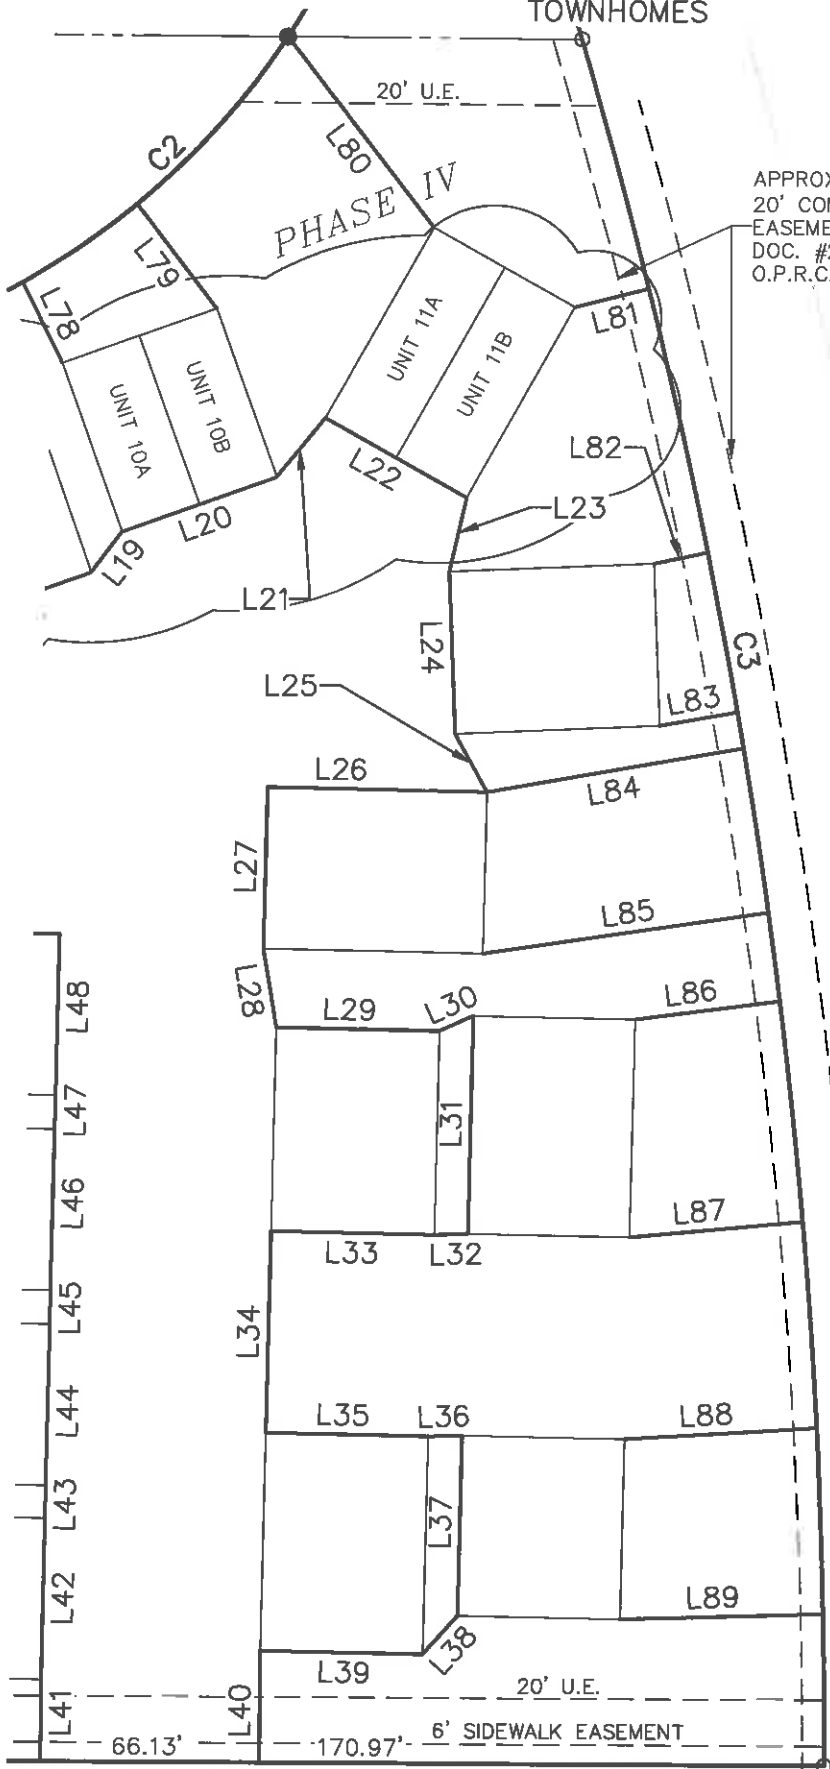 TOWNHOMES
20' U.E.
C2
L80
PHASE IV
APPROX
20' CO
EASEME
DOC. #
O.P.R.C.
L79
L78
L81
UNIT 11A
UNIT 11B
UNIT 10A
UNIT 10B
L82
L22
L23
L20
L19
L21
L24
C3
L25
L83
L26
L84
L27
L85
L28
L48
L29
L30
L86
L47
L31
L46
L87
L33
L32
L45
L34
L44
L35
L36
L88
L43
L37
L42
L89
L38
L39
L41
L40
20' U.E.
6' SIDEWALK EASEMENT
66.13'
170.97'